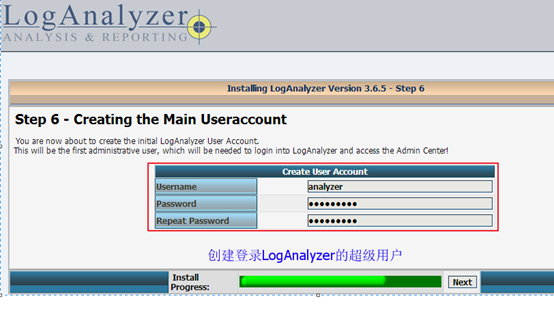 LogAnalyzer
ANALYSIS & REPORTING
Installing LogAnalyzer Version 3.6.5 - Step 6
Step 6 - Creating the Main Useraccount
You are now about to create the initial LogAnalyzer User Account.
This will be the first administrative user, which will be needed to login into LogAnalyzer and access the Admin Center!
Create User Account
Username analyzer
Password ●●●●●●●●●
Repeat Password ●●●●●●●●●
创建登录LogAnalyzer的超级用户
Install
Progress:
Next